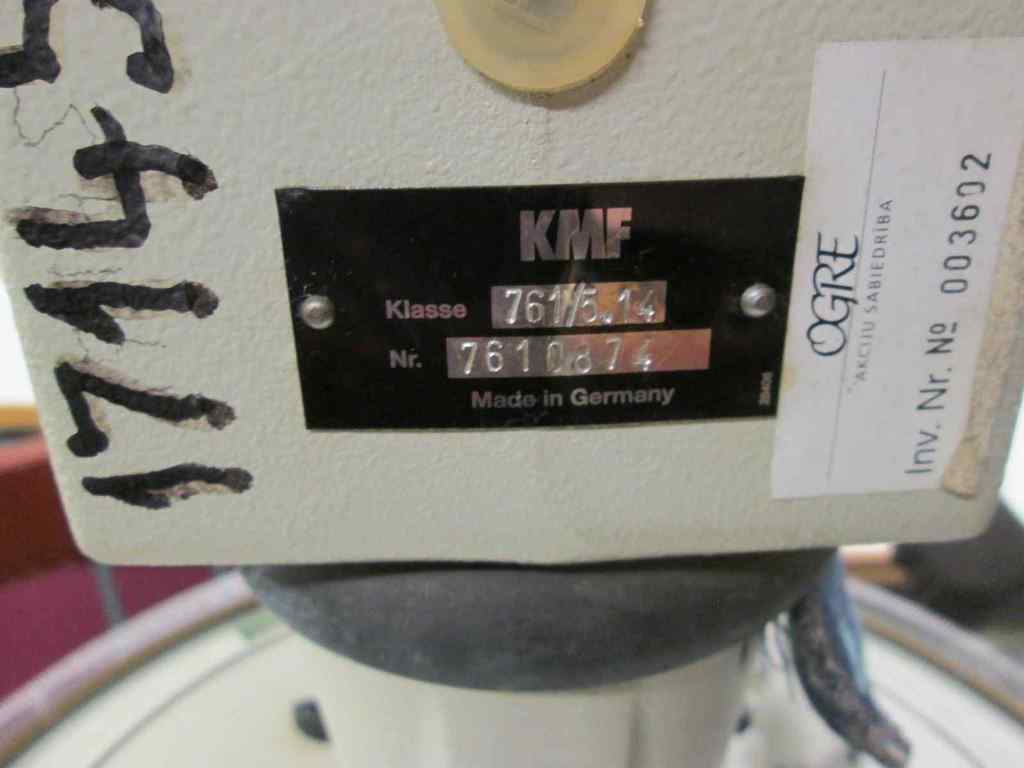 KMF
Klasse 761/5.14
Nr. 7610874
Made in Germany
OGRE
AKCIJU SABIEDRĪBA
Inv. Nr. № 003602